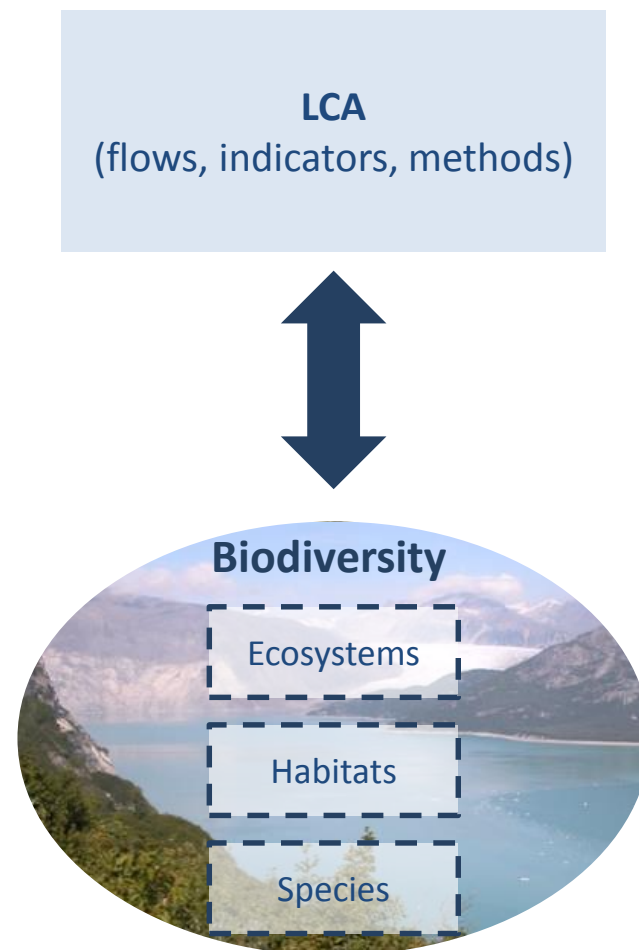 LCA
(flows, indicators, methods)
Biodiversity
Ecosystems
Habitats
Species